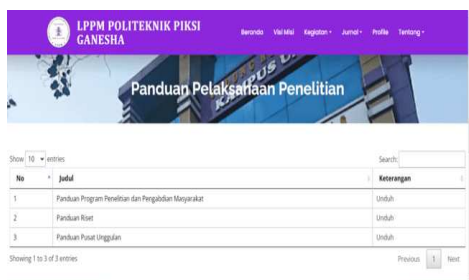 LPPM POLITEKNIK PIKSI
GANESHA
Beranda Visi Misi Kegiatan Jurnal Profile Tentang
Panduan Pelaksanaan Penelitian
KAMPUS U
Show 10 entries
Search:
No Judul Keterangan
1 Panduan Program Penelitian dan Pengabdian Masyarakat Unduh
2 Panduan Riset Unduh
3 Panduan Pusat Unggulan Unduh
Showing 1 to 3 of 3 entries
Previous 1 Next